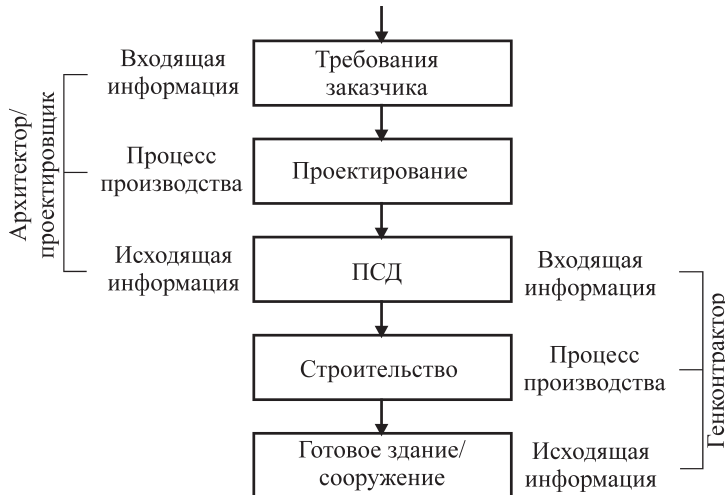 Входящая
информация
Требования
заказчика
Архитектор/
проектировщик
Процесс
производства
Проектирование
Исходящая
информация
ПСД
Входящая
информация
Строительство
Процесс
производства
Генконтрактор
Готовое здание/
сооружение
Исходящая
информация